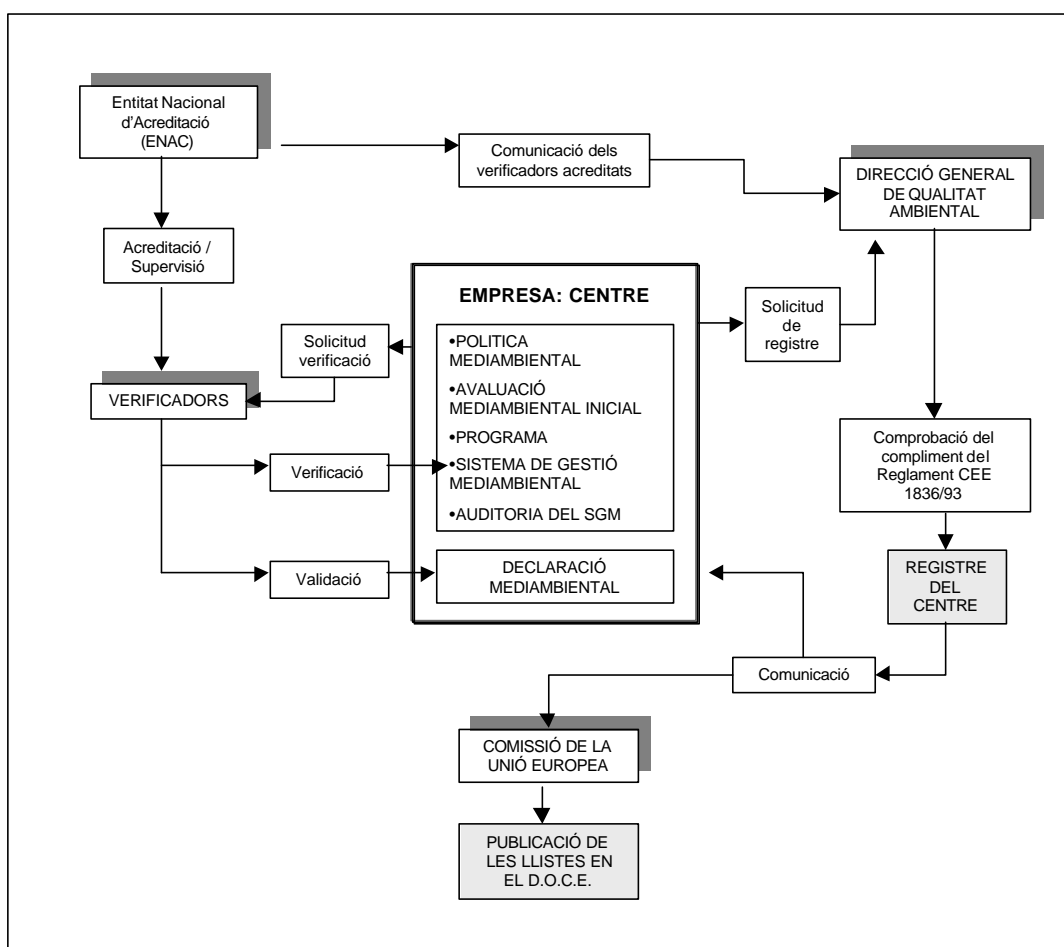 Entitat Nacional
d'Acreditació
(ENAC)
Comunicació dels
verificadors acreditats
DIRECCIÓ GENERAL
DE QUALITAT
AMBIENTAL
Acreditació /
Supervisió
EMPRESA: CENTRE
Solicitud
de
registre
Solicitud
verificació
•POLITICA
MEDIAMBIENTAL
•AVALUACIÓ
MEDIAMBIENTAL INICIAL
•PROGRAMA
•SISTEMA DE GESTIÓ
MEDIAMBIENTAL
•AUDITORIA DEL SGM
VERIFICADORS
Verificació
Comprobació del
compliment del
Reglament CEE
1836/93
Validació
DECLARACIÓ
MEDIAMBIENTAL
REGISTRE
DEL
CENTRE
Comunicació
COMISSIÓ DE LA
UNIÓ EUROPEA
PUBLICACIÓ DE
LES LLISTES EN
EL D.O.C.E.